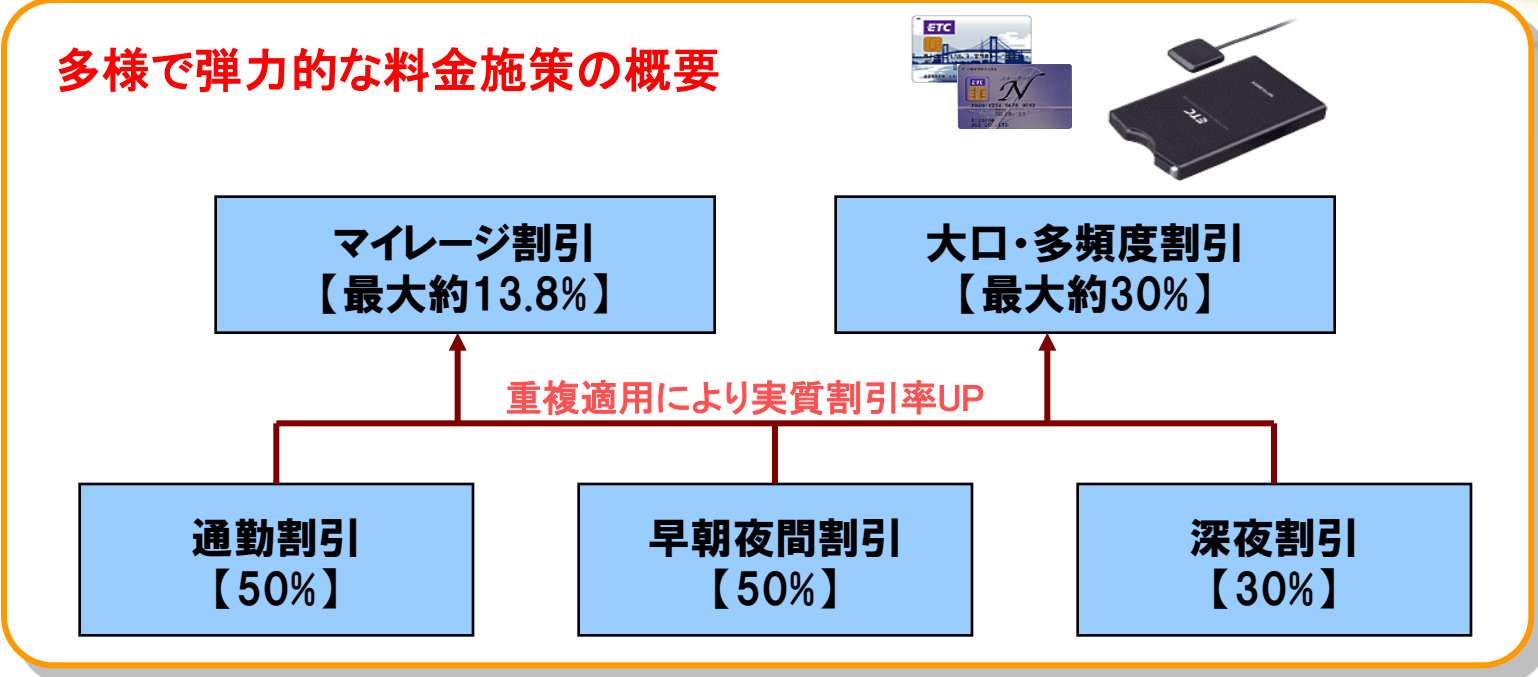 多様で弾力的な料金施策の概要
ETC
ETC
N
ETC
マイレージ割引
【最大約13.8%】
大口・多頻度割引
【最大約30%】
重複適用により実質割引率UP
通勤割引
【50%】
早朝夜間割引
【50%】
深夜割引
【30%】